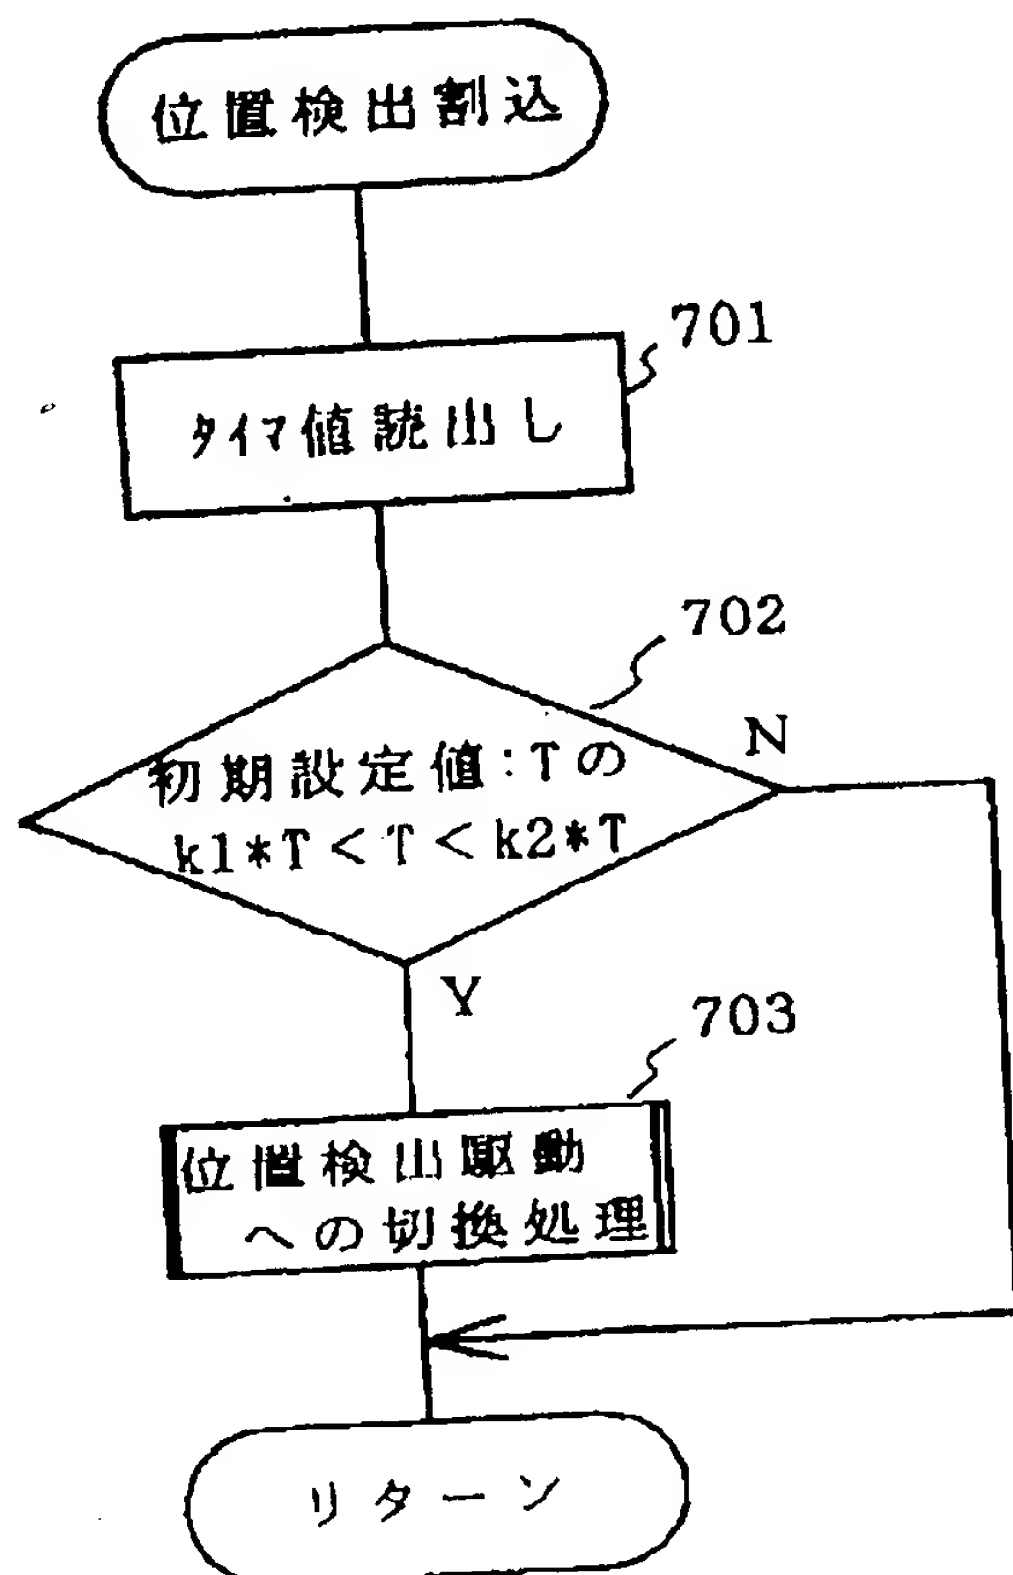 位置検出割込
701
タイマ値読出し
702
初期設定値:Tの
k1*T<T<k2*T
N
Y
703
位置検出駆動
への切換処理
リターン